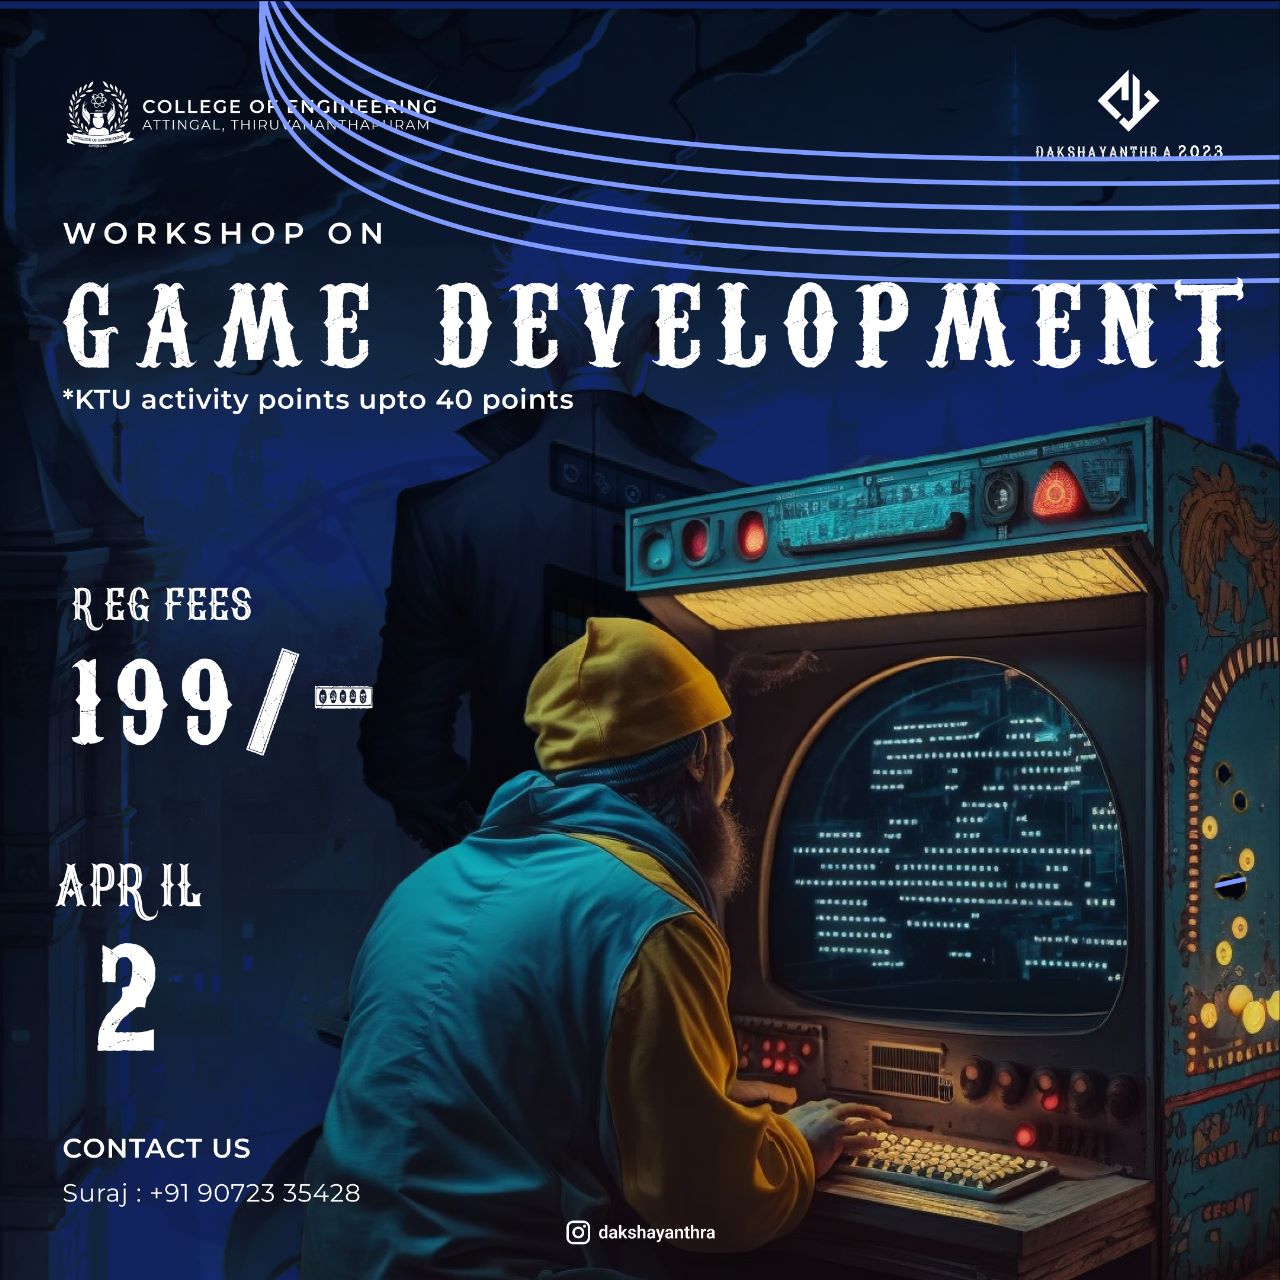 COLLEGE OF ENGINEERING
ATTINGAL, THIRUVANANTHAPURAM
DAKSHAYANTHRA 2023
WORKSHOP ON
GAME DEVELOPMENT
*KTU activity points upto 40 points
REG FEES
199/-
APRIL
2
CONTACT US
Suraj : +91 90723 35428
dakshayanthra